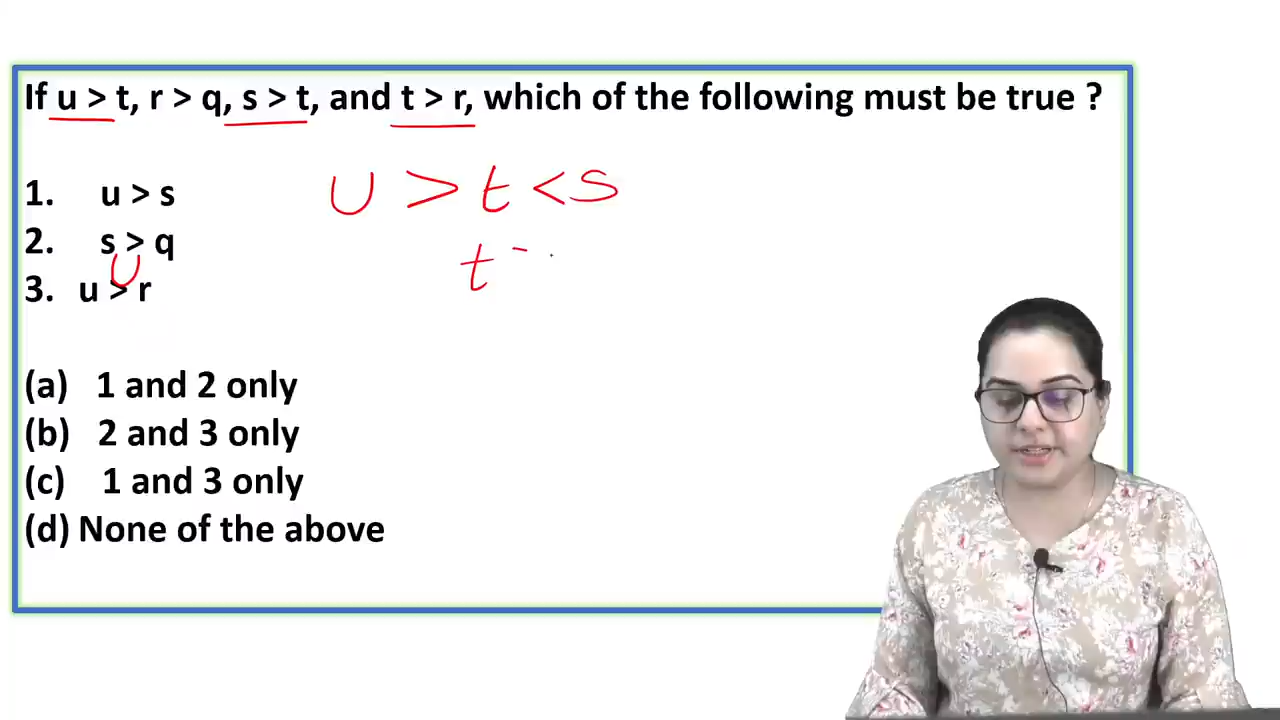 If u > t, r > q, s > t, and t > r, which of the following must be true ?
U > t < s
1. u > s
2. s > q
t -
U
3. u > r
(a) 1 and 2 only
(b) 2 and 3 only
(c) 1 and 3 only
(d) None of the above